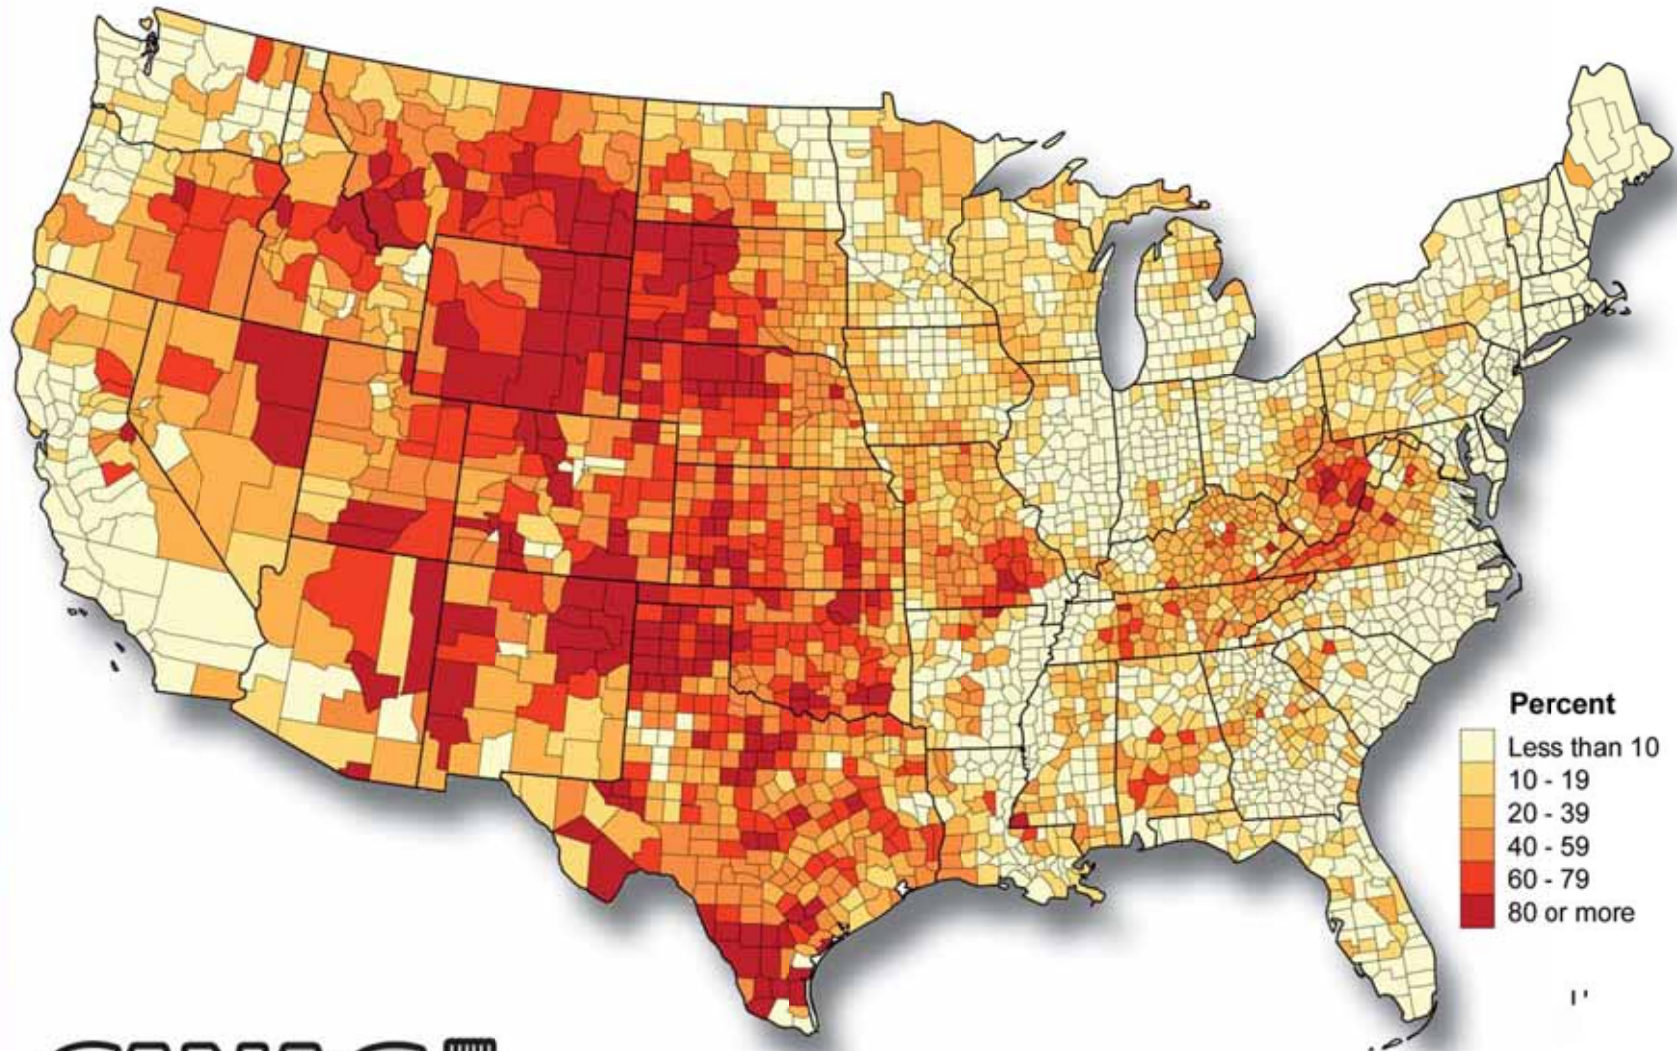 Percent
Less than 10
10 - 19
20 - 39
40 - 59
60 - 79
80 or more